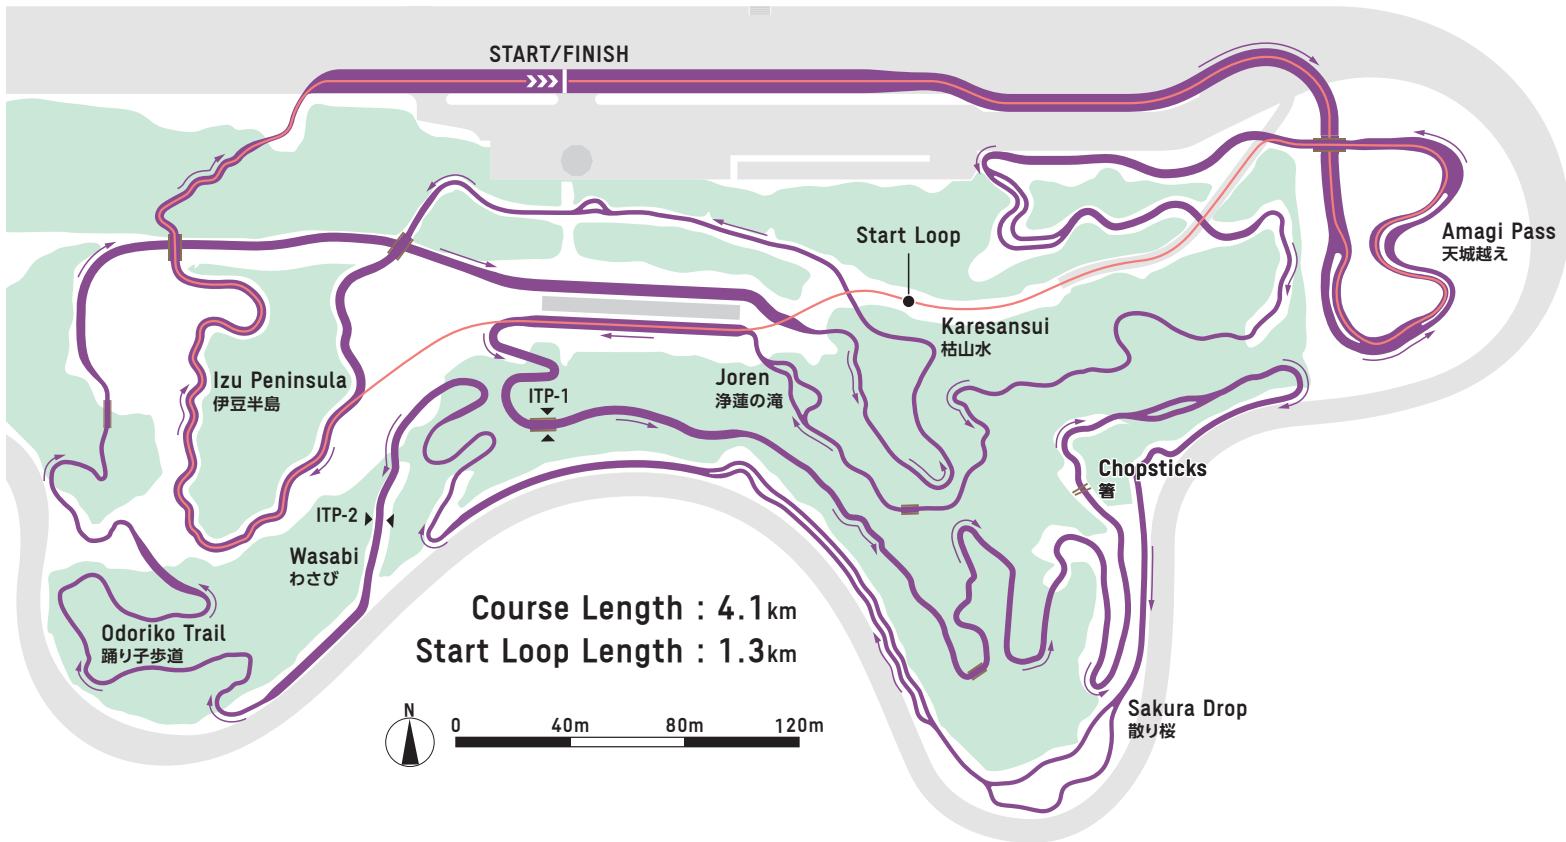 START/FINISH
Amagi Pass
天城越え
Start Loop
Karesansui
枯山水
Izu Peninsula
伊豆半島
Joren
浄蓮の滝
ITP-1
Chopsticks
箸
ITP-2
Wasabi
わさび
Odoriko Trail
踊り子歩道
Course Length : 4.1km
Start Loop Length : 1.3km
Sakura Drop
散り桜
N
0 40m 80m 120m